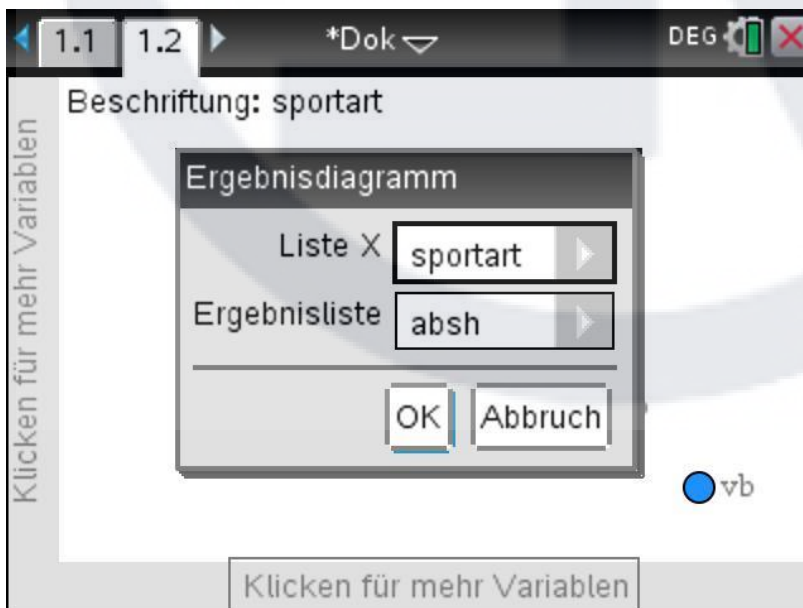 1.1 1.2 *Dok DEG
Beschriftung: sportart
Klicken für mehr Variablen
Ergebnisdiagramm
Liste X sportart
Ergebnisliste absh
OK Abbruch
vb
Klicken für mehr Variablen